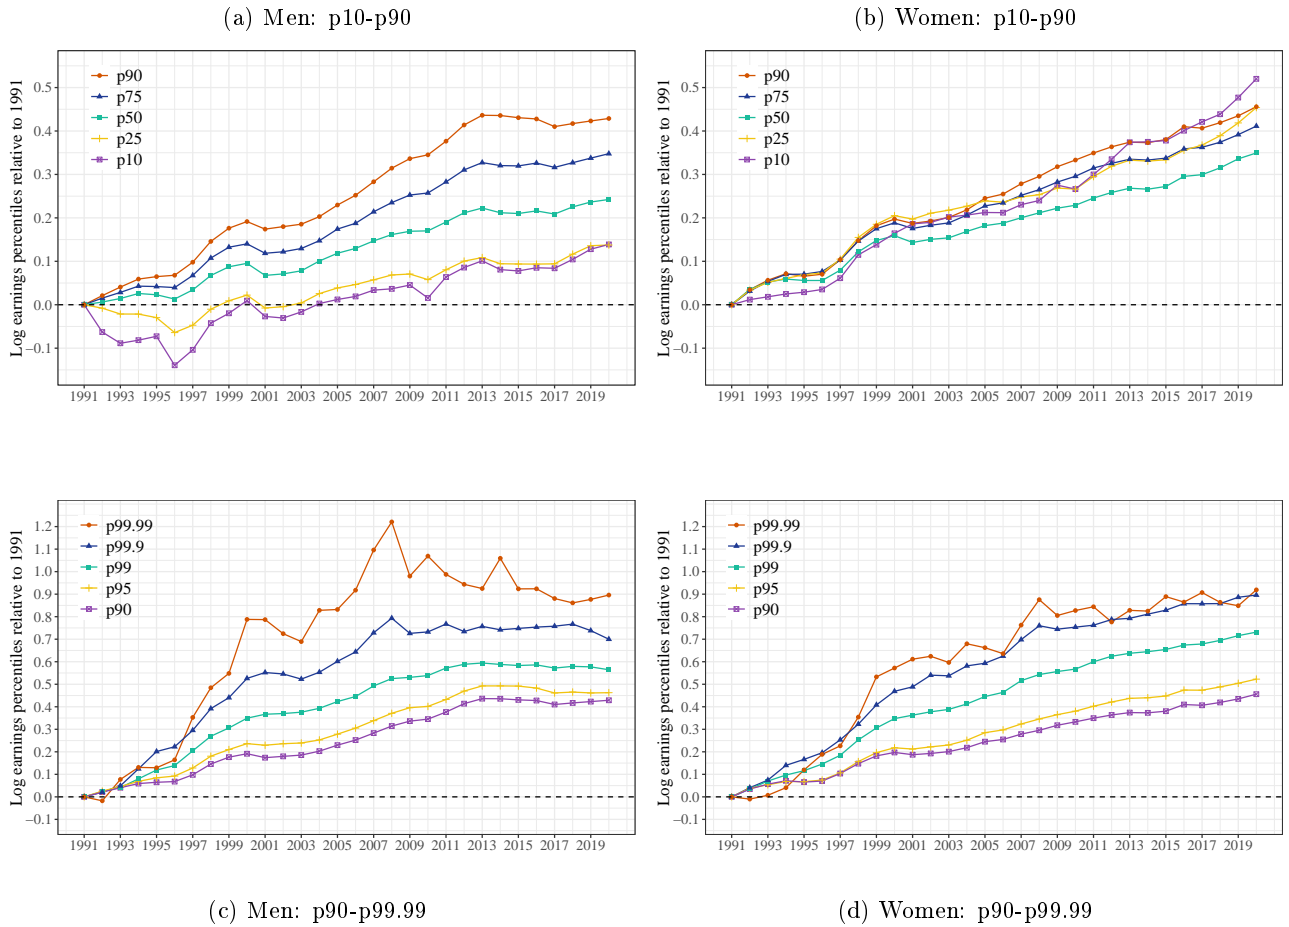 (a) Men: p10-p90
(b) Women: p10-p90
Log earnings percentiles relative to 1991
0.5
0.4
0.3
0.2
0.1
0.0
−0.1
p90
p75
p50
p25
p10
1991 1993 1995 1997 1999 2001 2003 2005 2007 2009 2011 2013 2015 2017 2019
Log earnings percentiles relative to 1991
0.5
0.4
0.3
0.2
0.1
0.0
−0.1
p90
p75
p50
p25
p10
1991 1993 1995 1997 1999 2001 2003 2005 2007 2009 2011 2013 2015 2017 2019
Log earnings percentiles relative to 1991
1.2
1.1
1.0
0.9
0.8
0.7
0.6
0.5
0.4
0.3
0.2
0.1
0.0
−0.1
p99.99
p99.9
p99
p95
p90
1991 1993 1995 1997 1999 2001 2003 2005 2007 2009 2011 2013 2015 2017 2019
Log earnings percentiles relative to 1991
1.2
1.1
1.0
0.9
0.8
0.7
0.6
0.5
0.4
0.3
0.2
0.1
0.0
−0.1
p99.99
p99.9
p99
p95
p90
1991 1993 1995 1997 1999 2001 2003 2005 2007 2009 2011 2013 2015 2017 2019
(c) Men: p90-p99.99
(d) Women: p90-p99.99